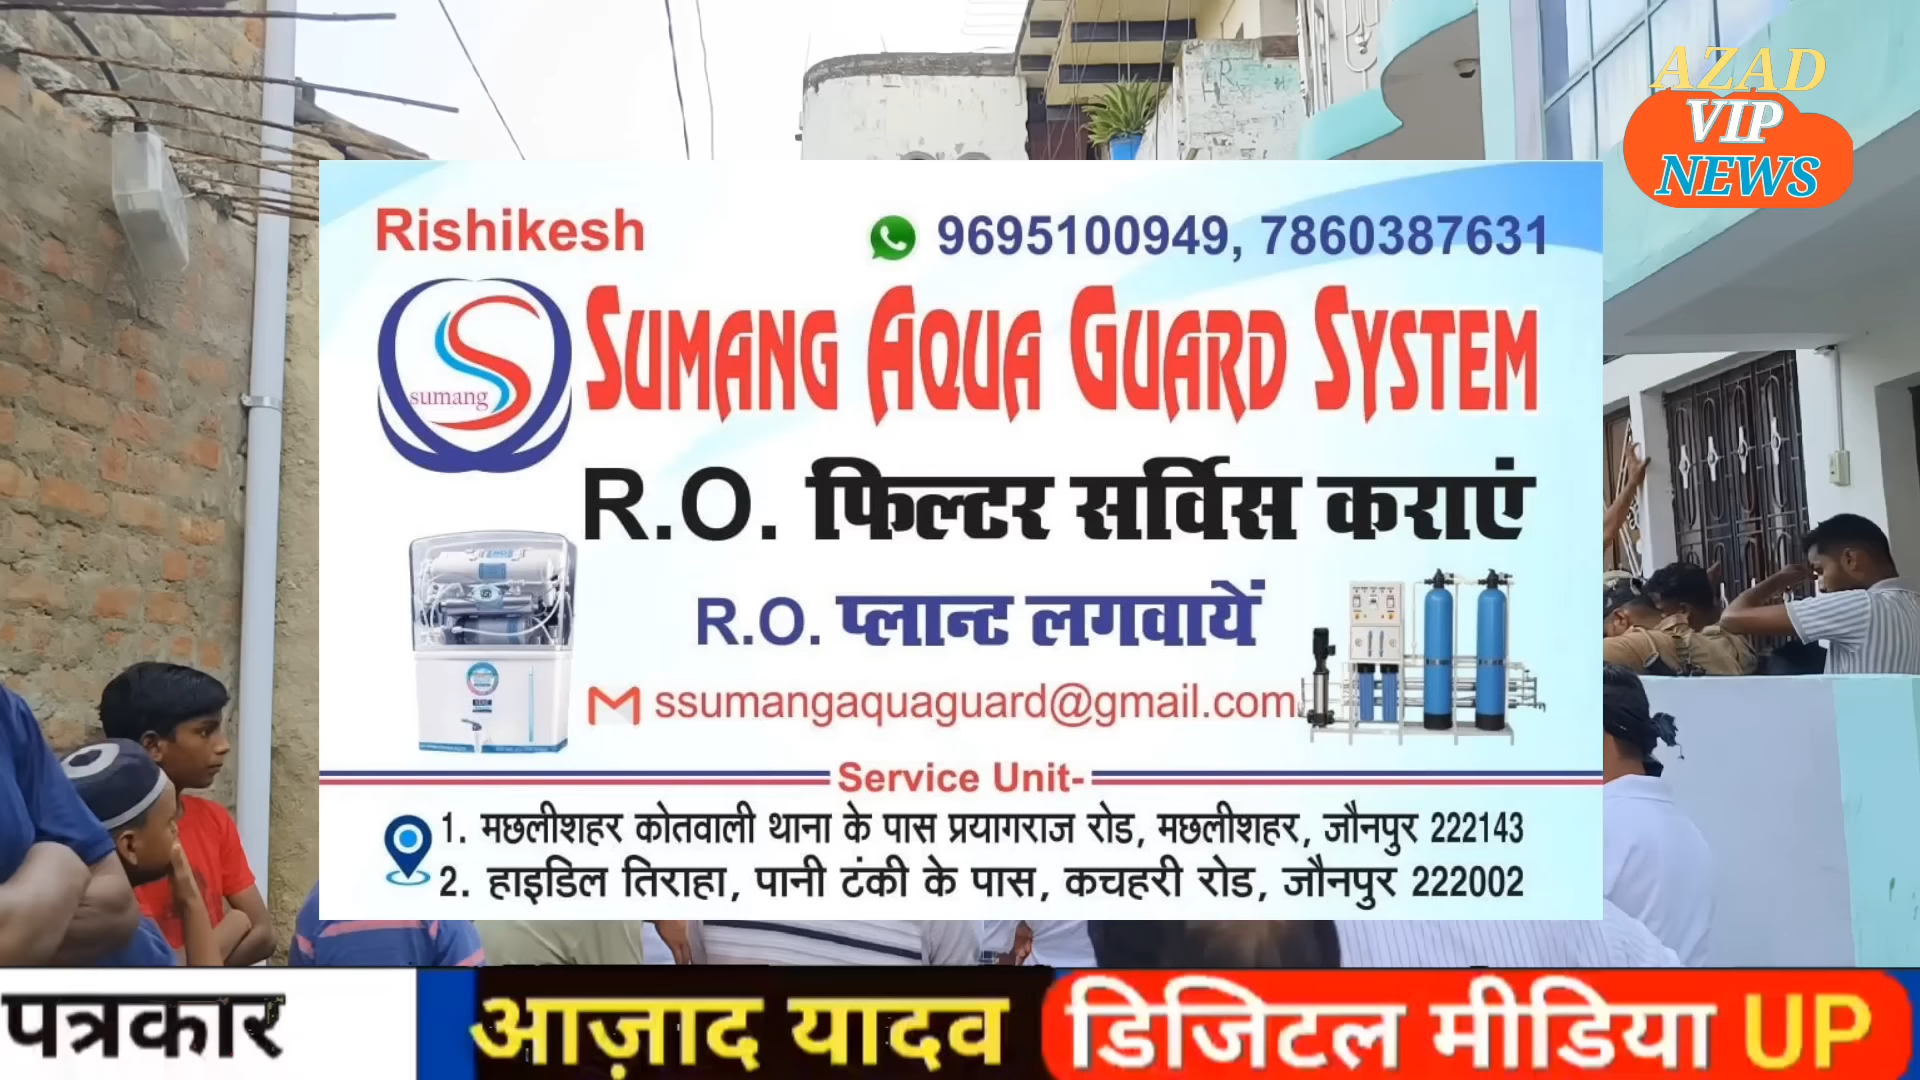 AZAD
VIP
NEWS
Rishikesh
9695100949, 7860387631
sumang
SUMANG AQUA GUARD SYSTEM
R.O. फिल्टर सर्विस कराएं
R.O. प्लान्ट लगवायें
ssumangaquaguard@gmail.com
Service Unit-
1. मछलीशहर कोतवाली थाना के पास प्रयागराज रोड, मछलीशहर, जौनपुर 222143
2. हाइडिल तिराहा, पानी टंकी के पास, कचहरी रोड, जौनपुर 222002
पत्रकार आज़ाद यादव डिजिटल मीडिया UP